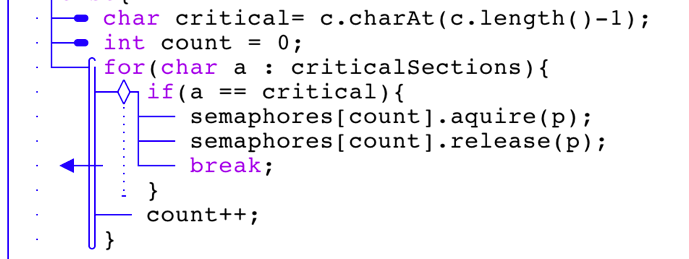 char critical= c.charAt(c.length()-1);
int count = 0;
for(char a : criticalSections){
if(a == critical){
semaphores[count].aquire(p);
semaphores[count].release(p);
break;
}
count++;
}